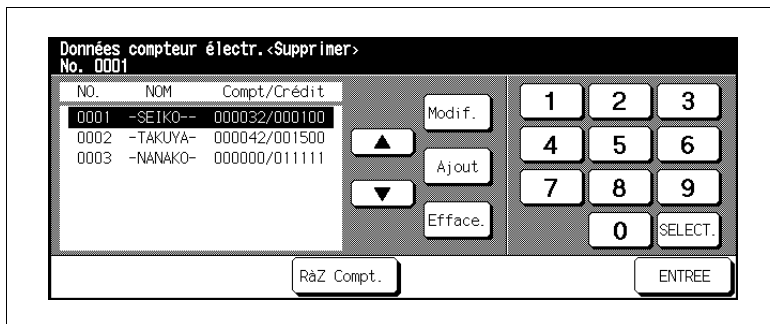 Données compteur électr.<Supprimer>
No. 0001
NO. NOM Compt/Crédit
0001 -SEIKO-- 000032/000100
0002 -TAKUYA- 000042/001500
0003 -NANAKO- 000000/011111
Modif.
Ajout
Efface.
1 2 3
4 5 6
7 8 9
0 SELECT.
RàZ Compt.
ENTREE